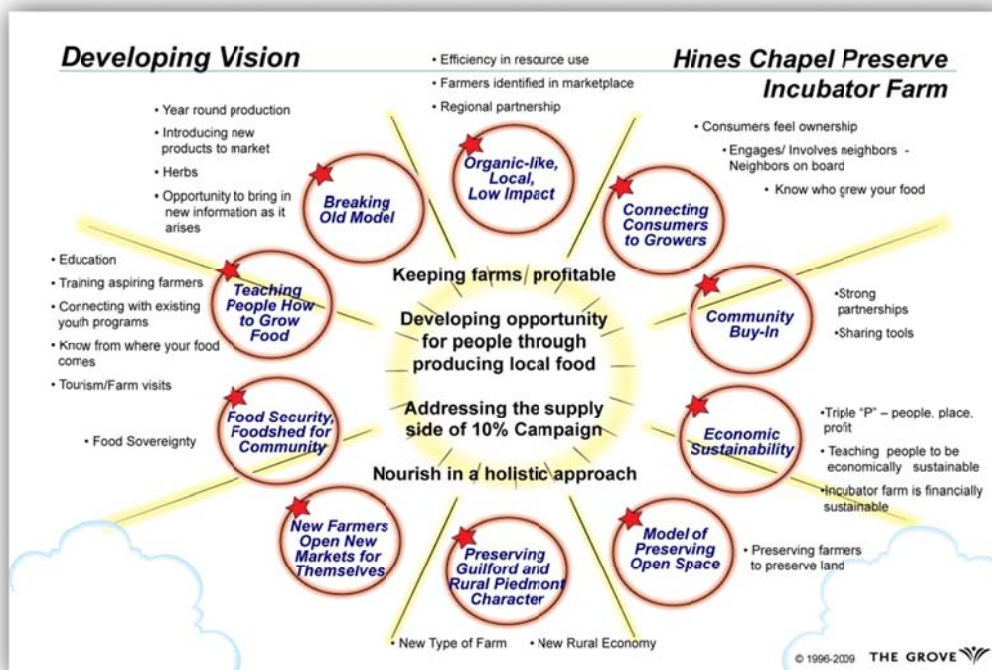 Developing Vision
Hines Chapel Preserve
Incubator Farm
• Efficiency in resource use
• Farmers identified in marketplace
• Regional partnership
• Year round production
• Introducing new
products to market
• Herbs
• Opportunity to bring in
new information as it
arises
• Consumers feel ownership
• Engages/ Involves neighbors -
Neighbors on board
• Know who grew your food
Breaking
Old Model
Organic-like,
Local,
Low Impact
Connecting
Consumers
to Growers
• Education
• Training aspiring farmers
• Connecting with existing
youth programs
• Know from where your food
comes
• Tourism/Farm visits
Teaching
People How
to Grow
Food
Keeping farms profitable
Developing opportunity
for people through
producing local food
Addressing the supply
side of 10% Campaign
Nourish in a holistic approach
Community
Buy-In
•Strong
partnerships
•Sharing tools
• Food Sovereignty
Food Security,
Foodshed for
Community
Economic
Sustainability
•Triple “P” – people, place,
profit
• Teaching people to be
economically sustainable
•Incubator farm is financially
sustainable
New Farmers
Open New
Markets for
Themselves
Preserving
Guilford and
Rural Piedmont
Character
Model of
Preserving
Open Space
• Preserving farmers
to preserve land
• New Type of Farm • New Rural Economy
© 1996-2009 THE GROVE